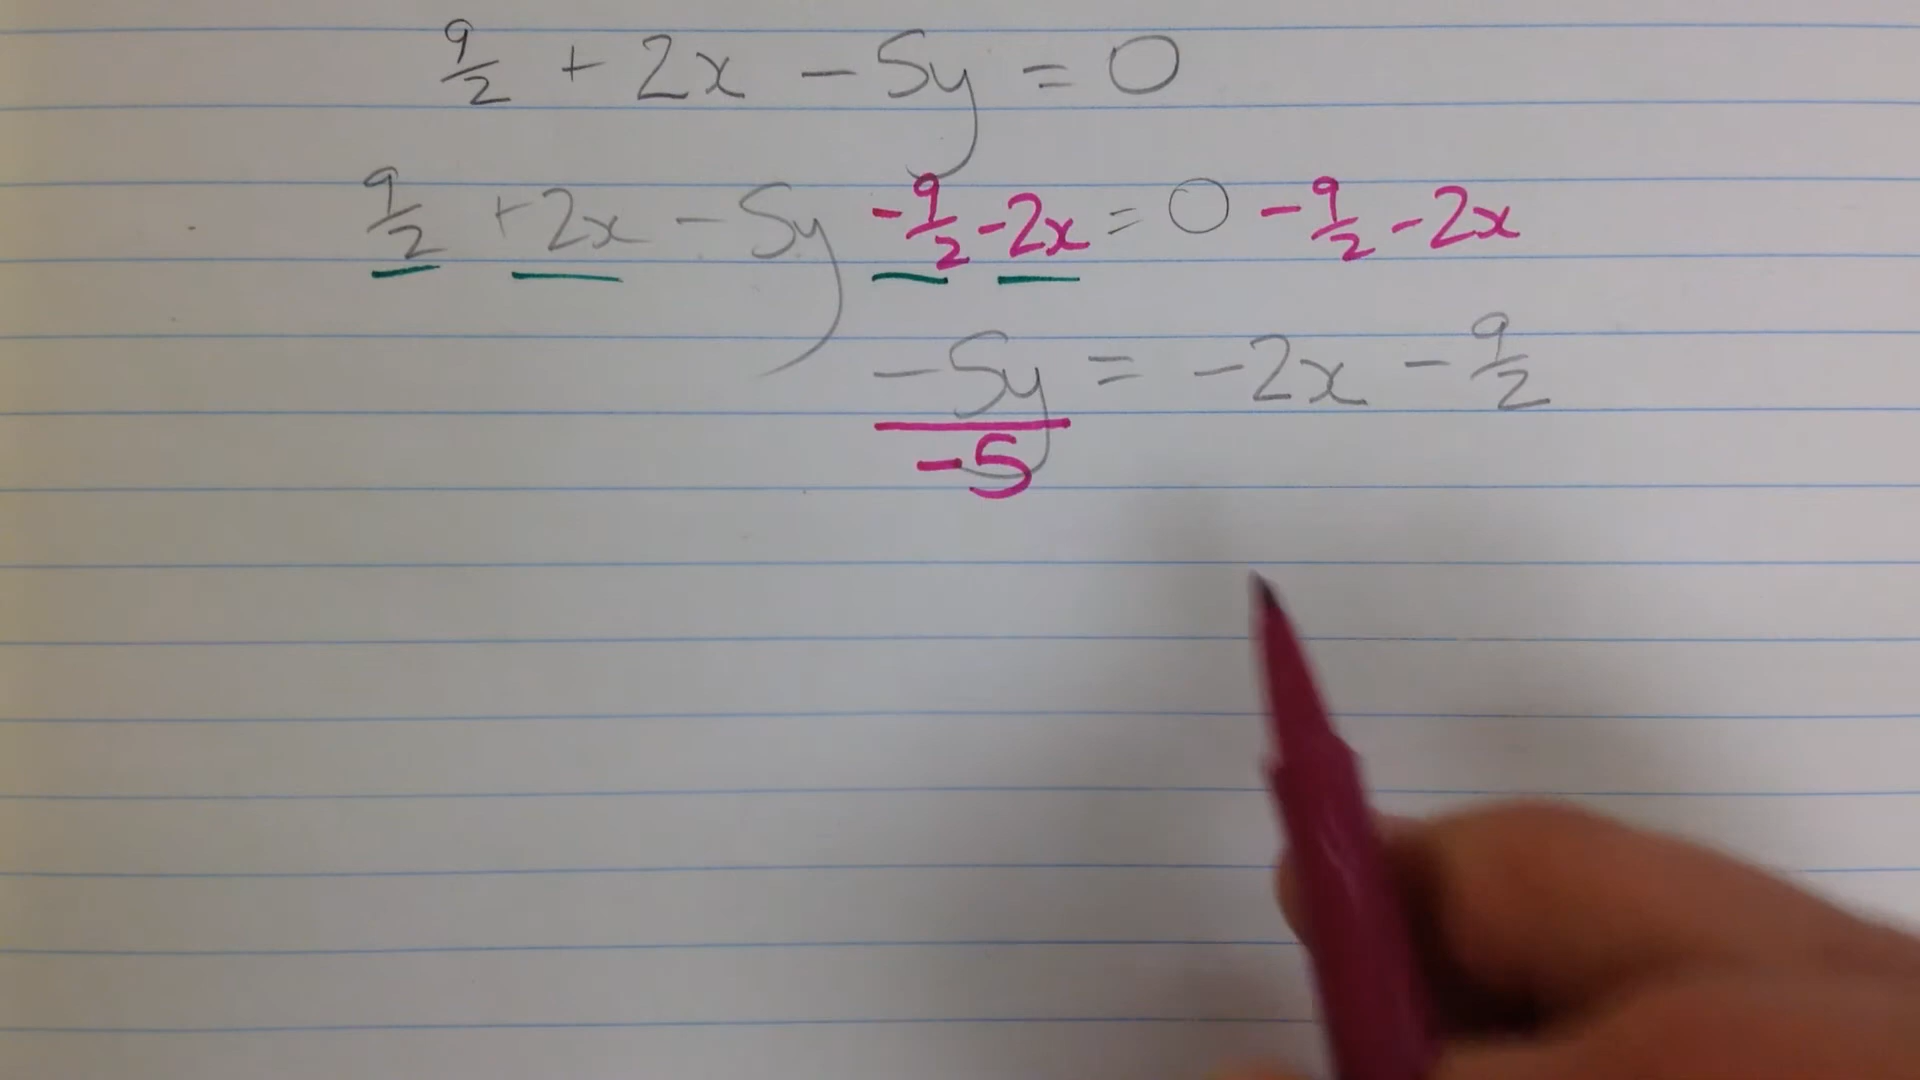 9/2 + 2x - 5y = 0
9/2 + 2x - 5y - 9/2 - 2x = 0 - 9/2 - 2x
-5y = -2x - 9/2
-5